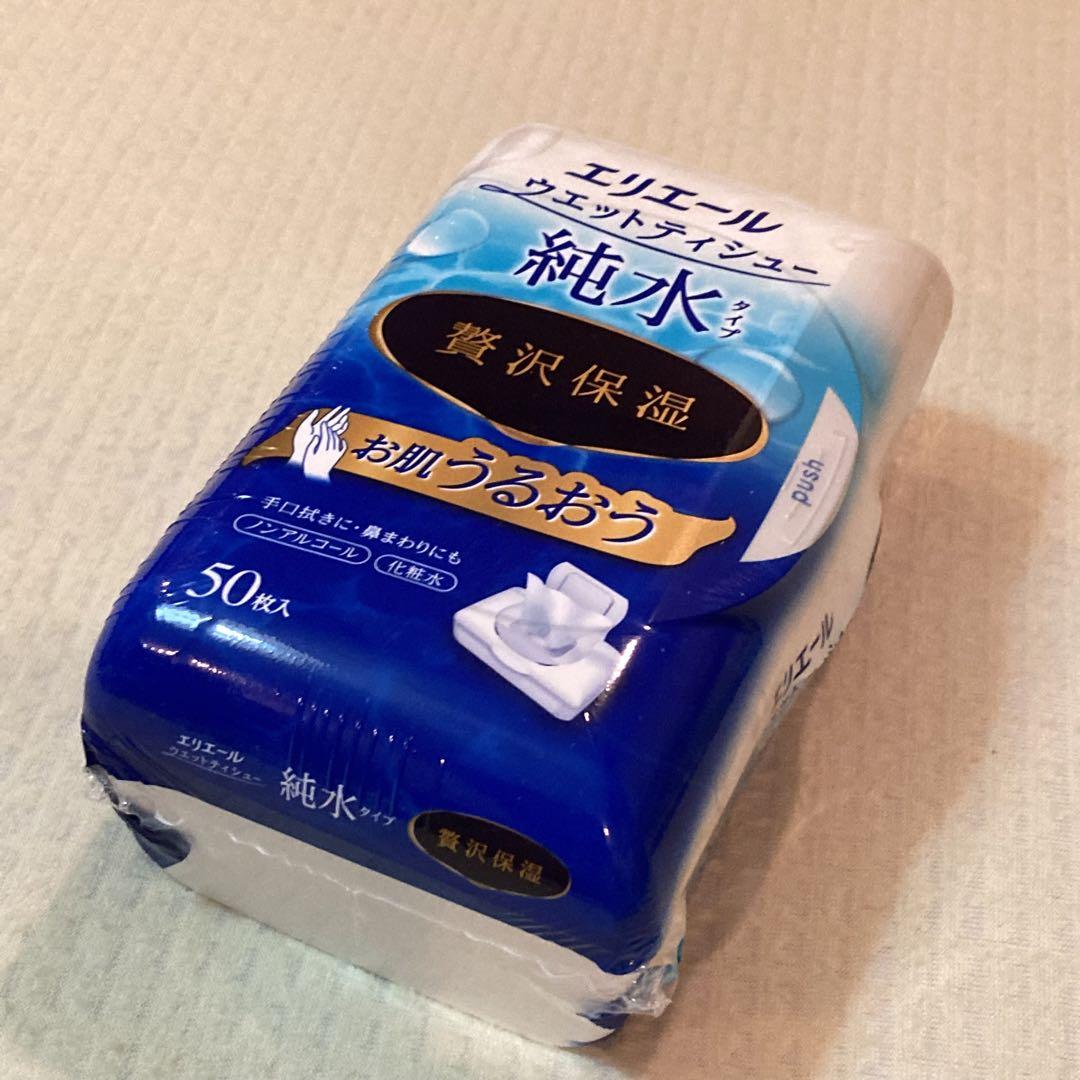 エリエール
ウエットティシュー
純水タイプ
贅沢保湿
push
お肌うるおう
手口拭きに・鼻まわりにも
ノンアルコール 化粧水
50枚入
エリエール
ウエットティシュー
純水タイプ
贅沢保湿
エリエール